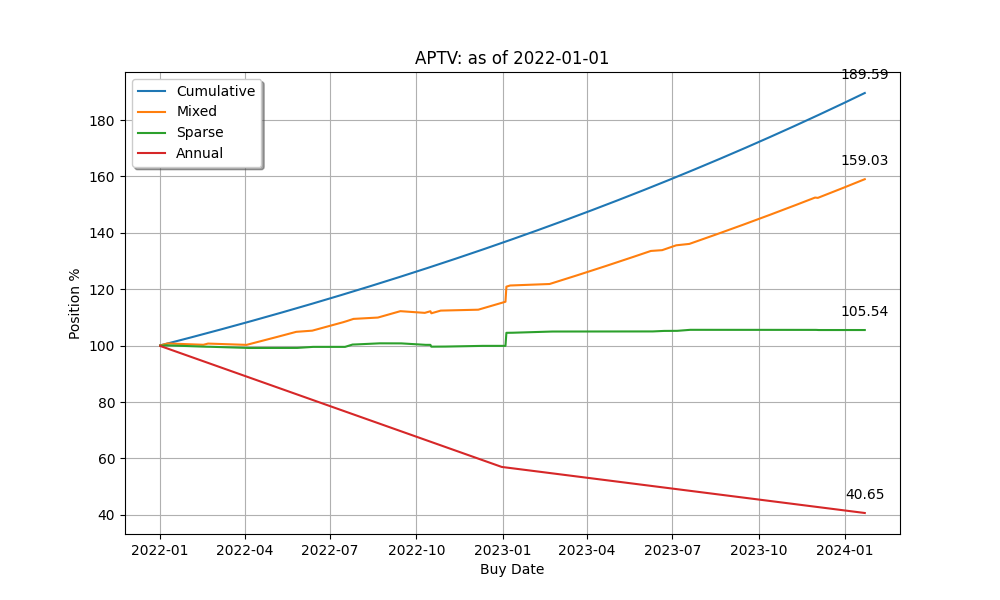 APTV: as of 2022-01-01
Cumulative
Mixed
Sparse
Annual
189.59
159.03
105.54
40.65
180
160
140
120
100
80
60
40
Position %
2022-01 2022-04 2022-07 2022-10 2023-01 2023-04 2023-07 2023-10 2024-01
Buy Date